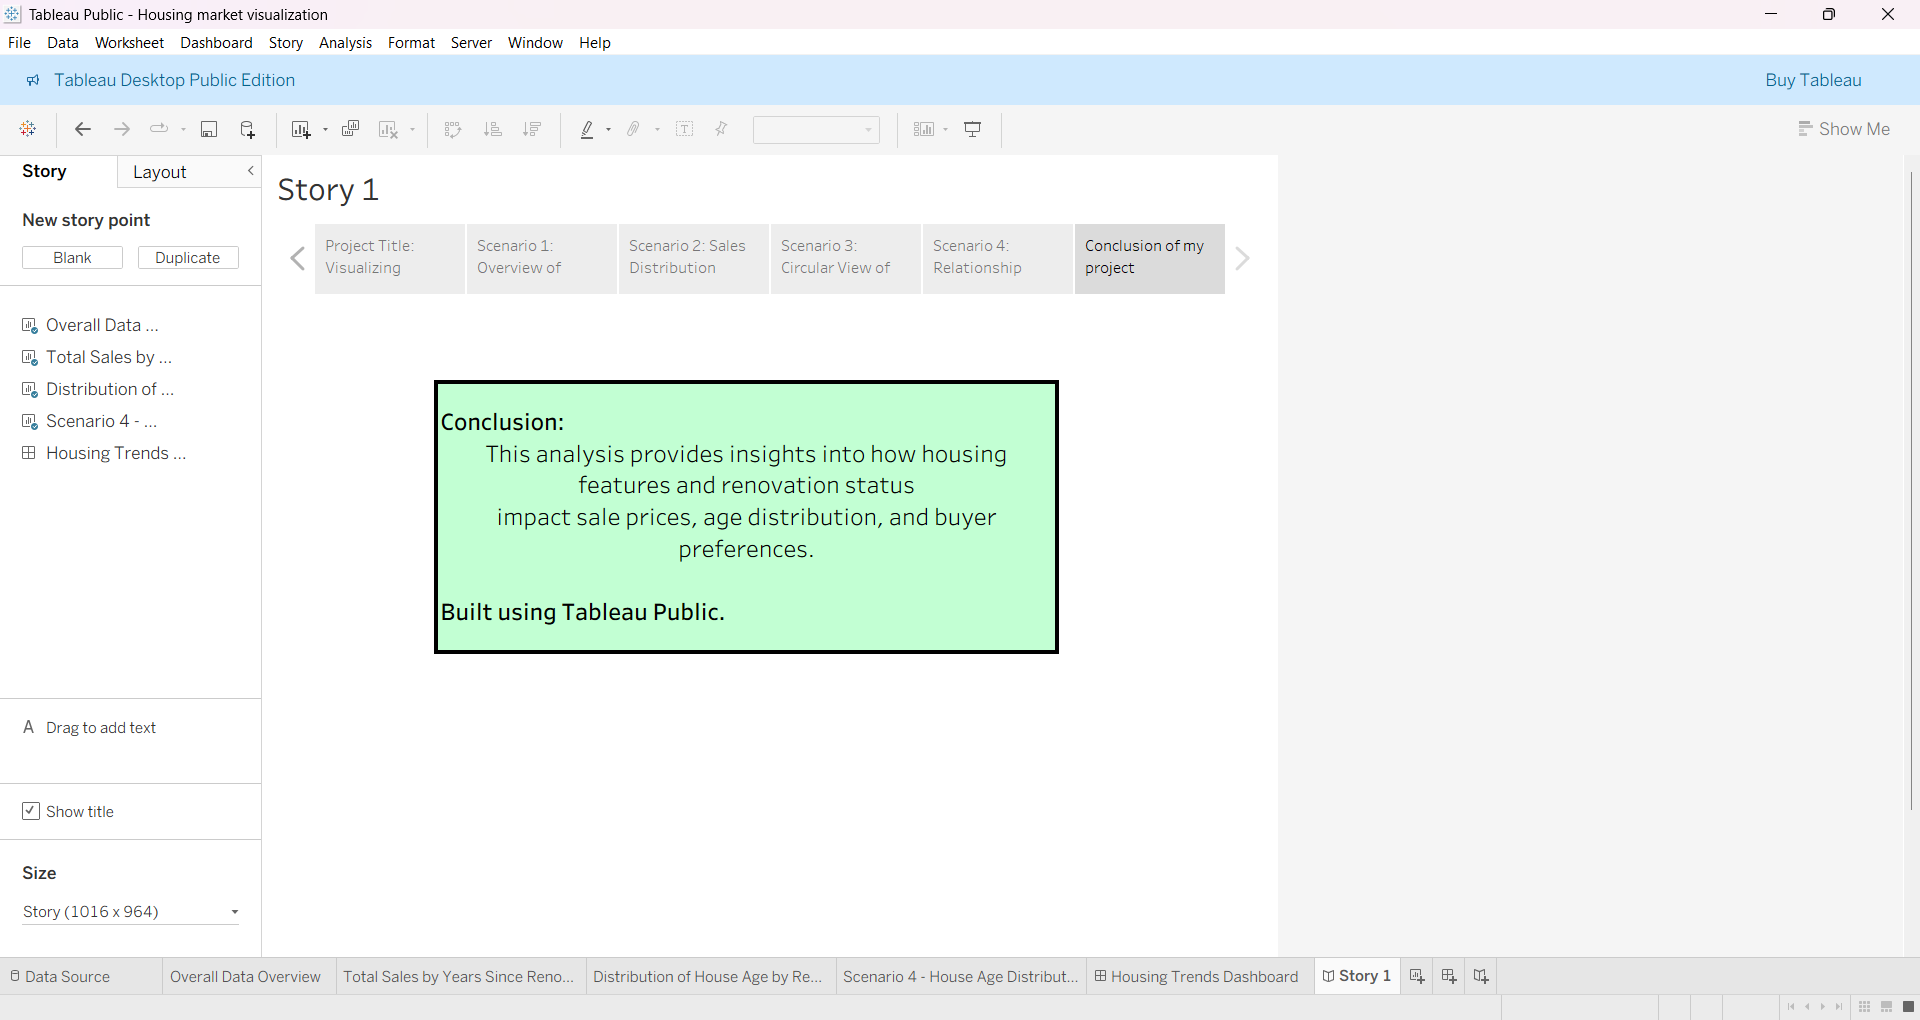 Tableau Public - Housing market visualization
File Data Worksheet Dashboard Story Analysis Format Server Window Help
Tableau Desktop Public Edition
Buy Tableau
Show Me
Story
Layout
New story point
Blank
Duplicate
Overall Data ...
Total Sales by ...
Distribution of ...
Scenario 4 - ...
Housing Trends ...
A Drag to add text
Show title
Size
Story (1016 x 964)
Story 1
Project Title:
Visualizing
Scenario 1:
Overview of
Scenario 2: Sales
Distribution
Scenario 3:
Circular View of
Scenario 4:
Relationship
Conclusion of my
project
Conclusion:
This analysis provides insights into how housing
features and renovation status
impact sale prices, age distribution, and buyer
preferences.
Built using Tableau Public.
Data Source
Overall Data Overview
Total Sales by Years Since Reno...
Distribution of House Age by Re...
Scenario 4 - House Age Distribut...
Housing Trends Dashboard
Story 1